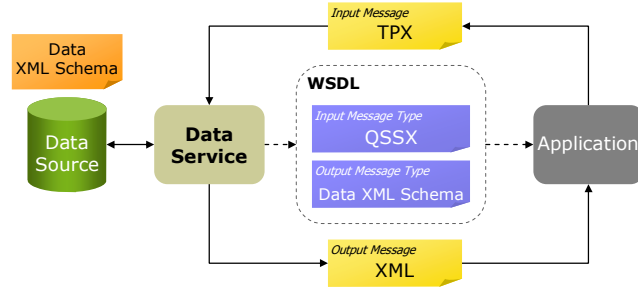 Input Message
TPX
Data
XML Schema
WSDL
Input Message Type
QSSX
Data
Source
Data
Service
Application
Output Message Type
Data XML Schema
Output Message
XML